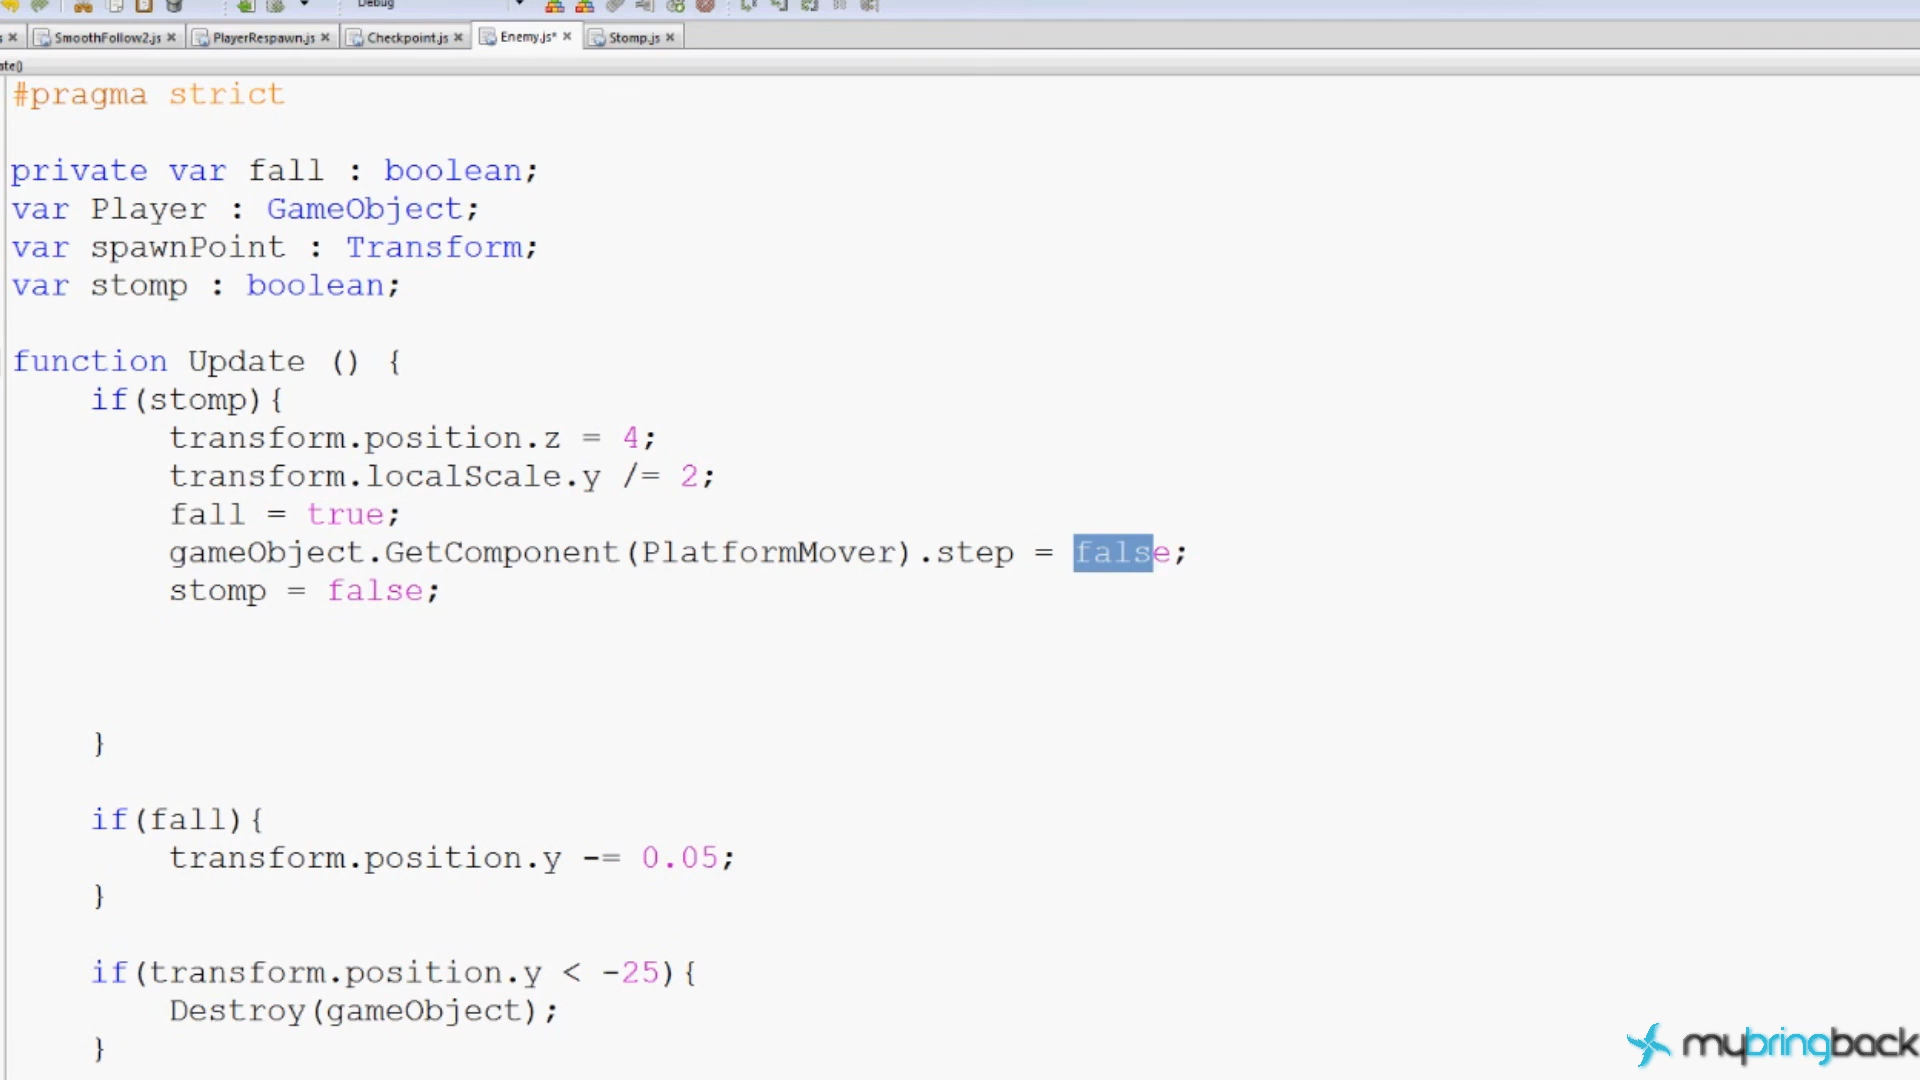 Debug
SmoothFollow2.js PlayerRespawn.js Checkpoint.js Enemy.js* Stomp.js
#pragma strict
private var fall : boolean;
var Player : GameObject;
var spawnPoint : Transform;
var stomp : boolean;
function Update () {
if(stomp){
transform.position.z = 4;
transform.localScale.y /= 2;
fall = true;
gameObject.GetComponent(PlatformMover).step = false;
stomp = false;
}
if(fall){
transform.position.y -= 0.05;
}
if(transform.position.y < -25){
Destroy(gameObject);
}
mybringback